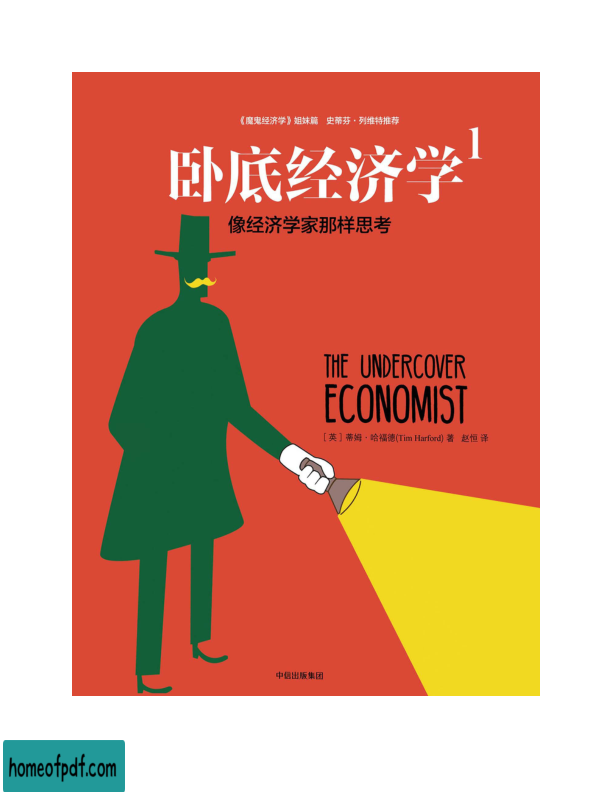 《魔鬼经济学》姐妹篇 史蒂芬·列维特推荐
卧底经济学1
像经济学家那样思考
THE UNDERCOVER
ECONOMIST
［英］蒂姆·哈福德(Tim Harford) 著 赵恒 译
中信出版集团
homeofpdf.com